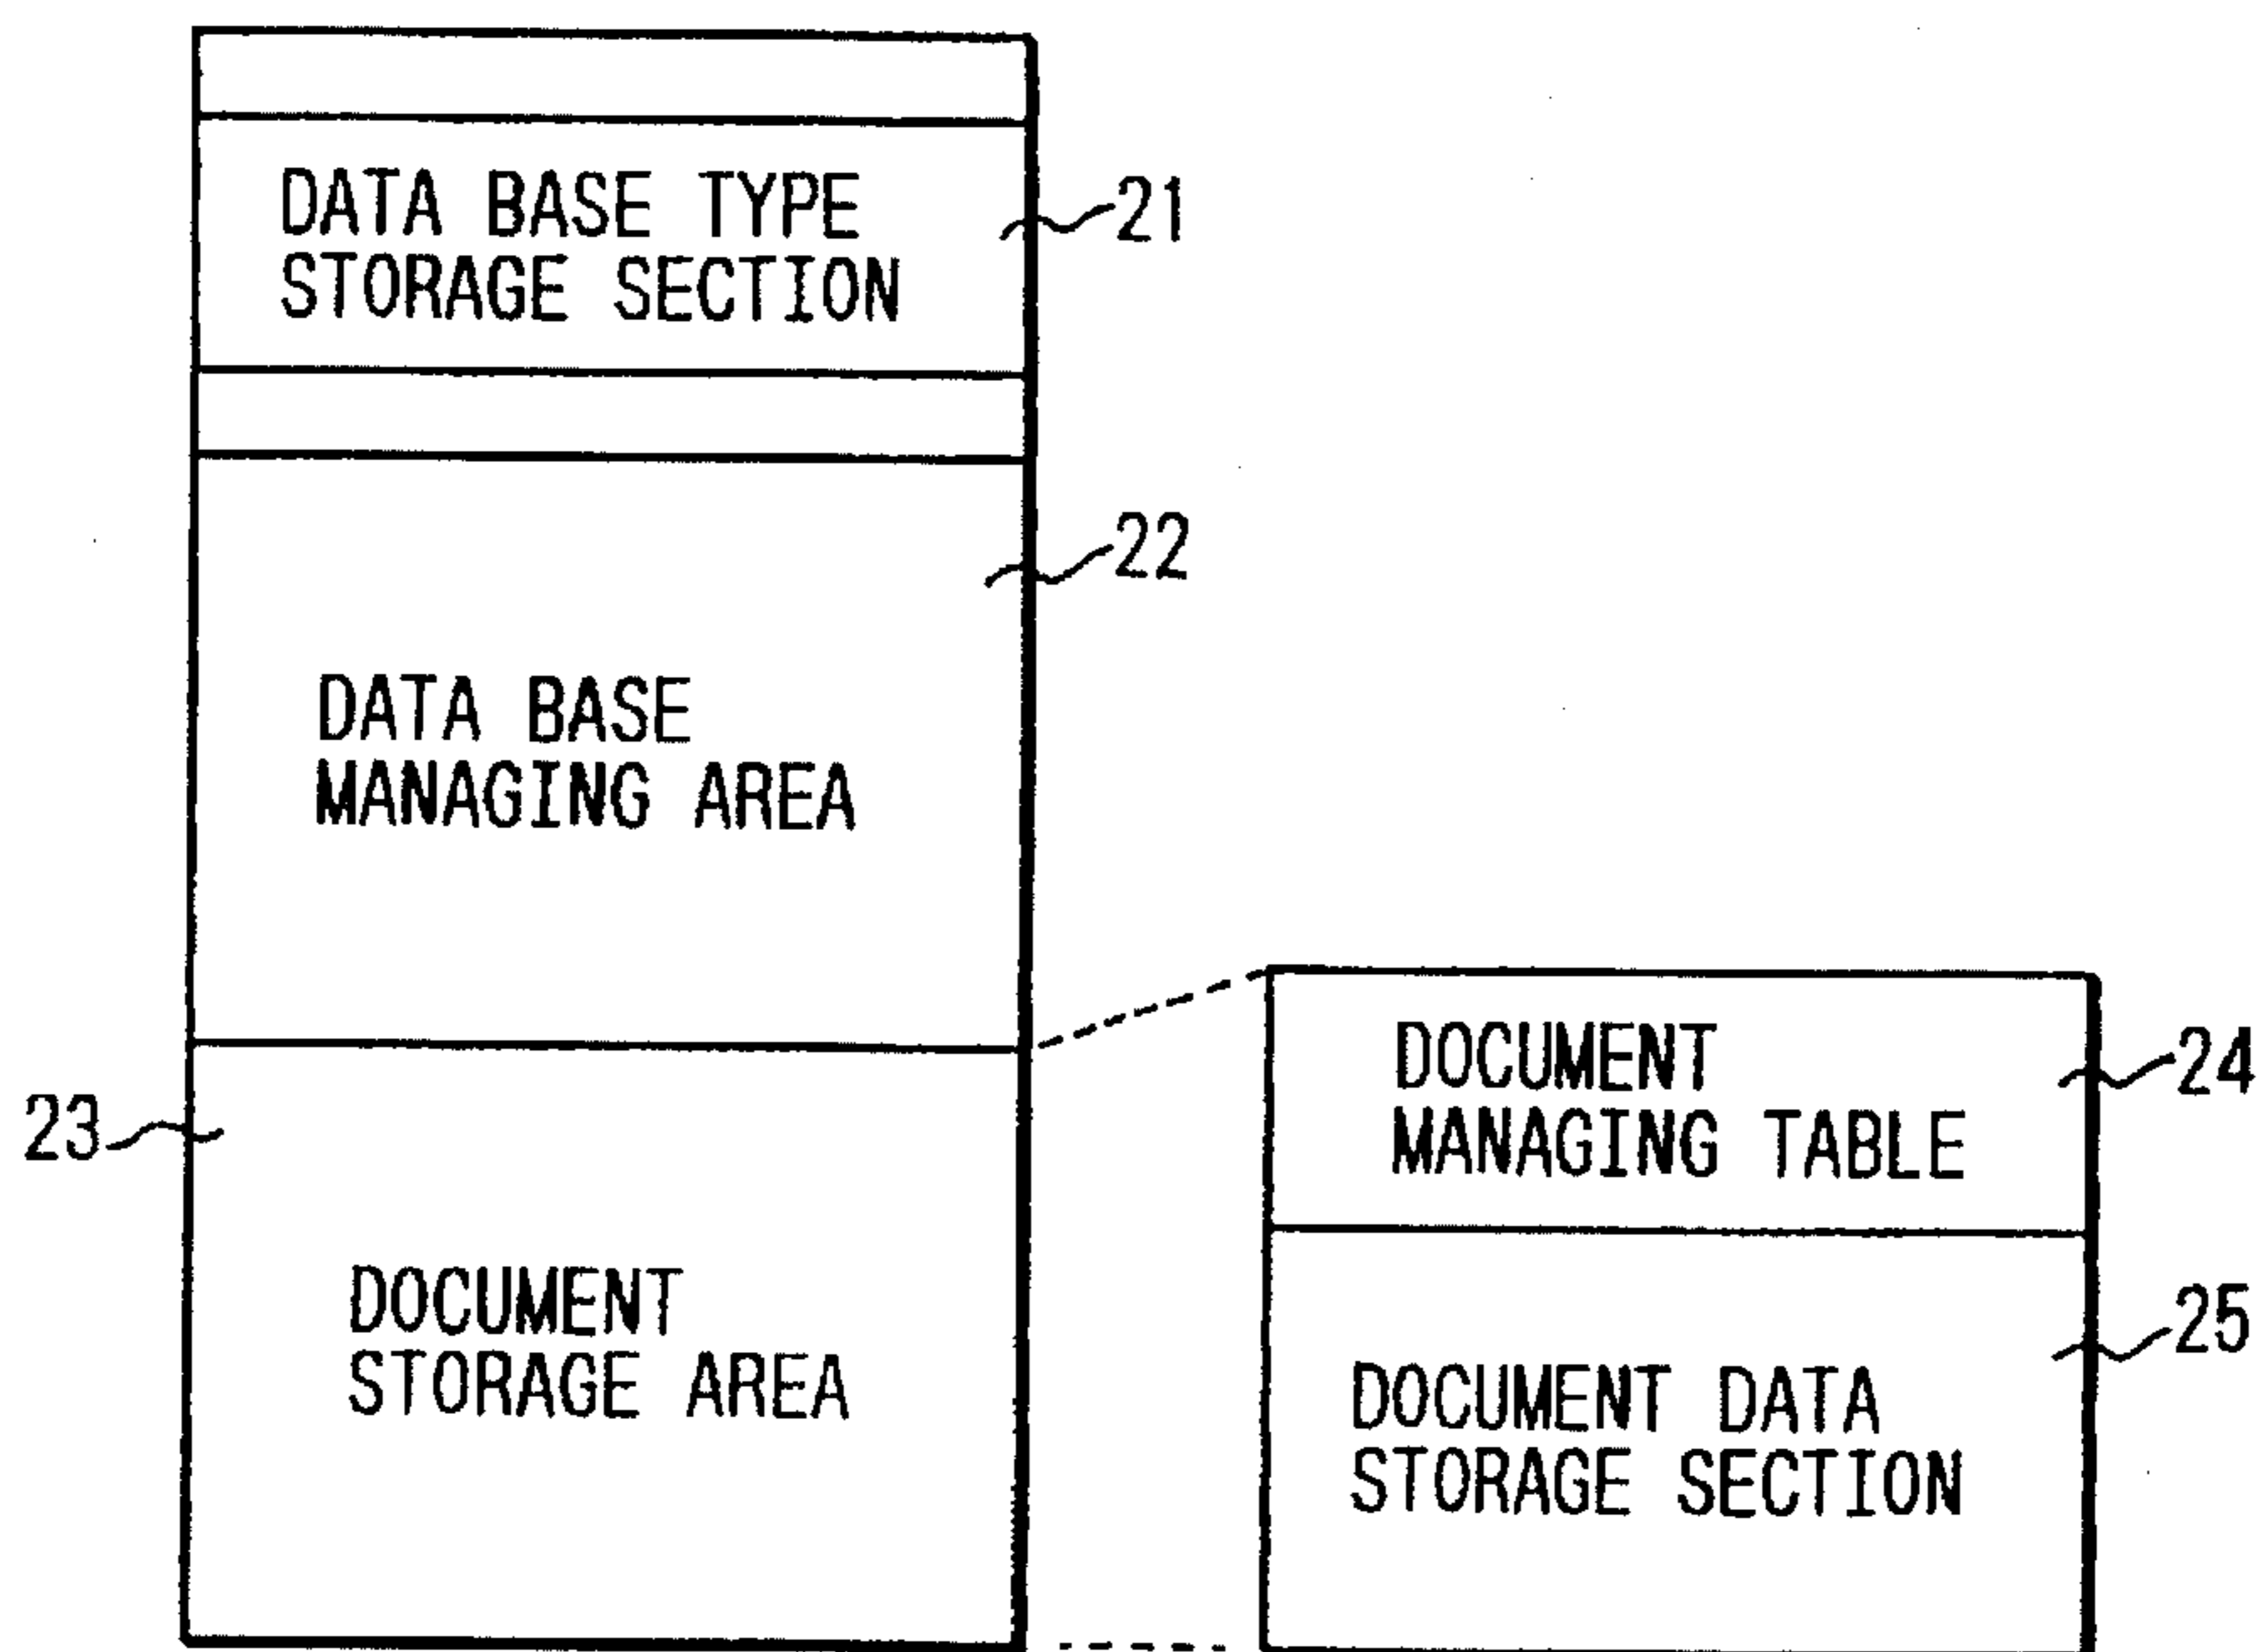 DATA BASE TYPE
STORAGE SECTION
21
22
DATA BASE
MANAGING AREA
23
DOCUMENT
STORAGE AREA
DOCUMENT
MANAGING TABLE
24
25
DOCUMENT DATA
STORAGE SECTION